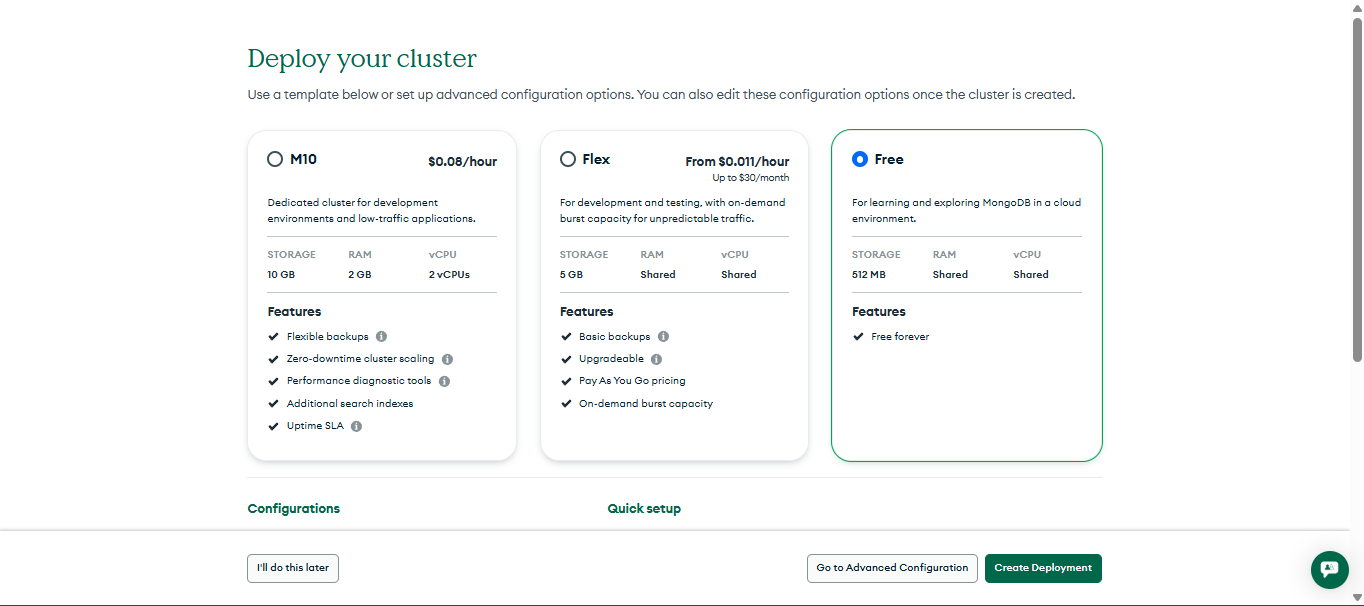 Deploy your cluster
Use a template below or set up advanced configuration options. You can also edit these configuration options once the cluster is created.
M10
$0.08/hour
Dedicated cluster for development
environments and low-traffic applications.
STORAGE RAM vCPU
10 GB 2 GB 2 vCPUs
Features
Flexible backups
Zero-downtime cluster scaling
Performance diagnostic tools
Additional search indexes
Uptime SLA
Flex
From $0.011/hour
Up to $30/month
For development and testing, with on-demand
burst capacity for unpredictable traffic.
STORAGE RAM vCPU
5 GB Shared Shared
Features
Basic backups
Upgradeable
Pay As You Go pricing
On-demand burst capacity
Free
For learning and exploring MongoDB in a cloud
environment.
STORAGE RAM vCPU
512 MB Shared Shared
Features
Free forever
Configurations
Quick setup
I'll do this later
Go to Advanced Configuration
Create Deployment